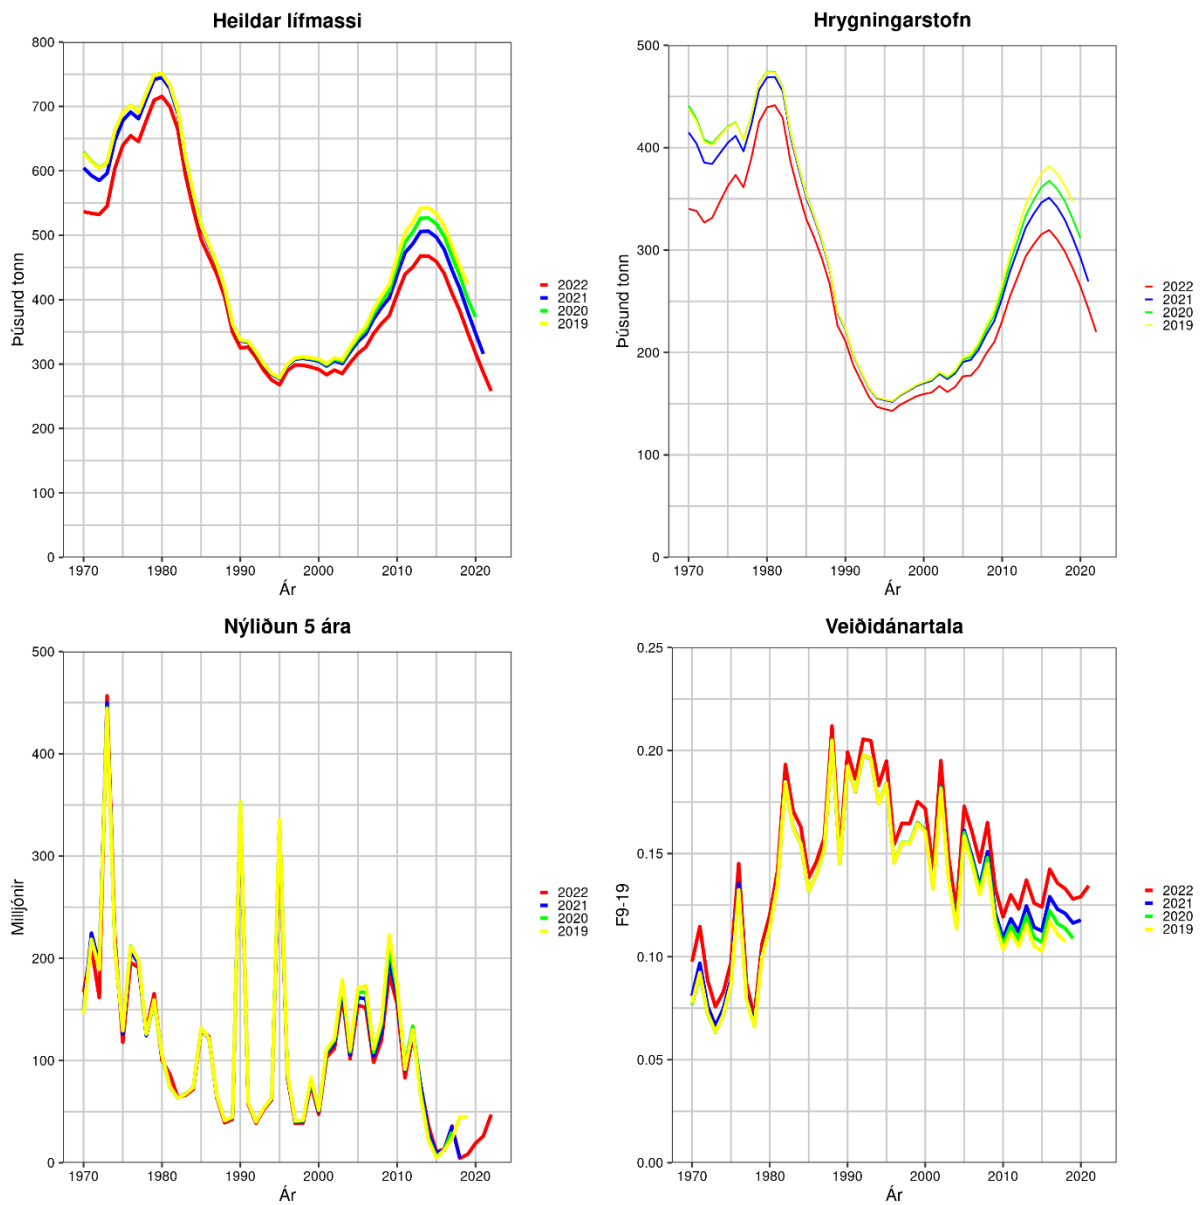 Heildar lífmassi
Þúsund tonn
800
700
600
500
400
300
200
100
0
1970 1980 1990 2000 2010 2020
Ár
2022
2021
2020
2019
Hrygningarstofn
Þúsund tonn
500
400
300
200
100
0
1970 1980 1990 2000 2010 2020
Ár
2022
2021
2020
2019
Nýliðun 5 ára
Milljónir
500
400
300
200
100
0
1970 1980 1990 2000 2010 2020
Ár
2022
2021
2020
2019
Veiðidánartala
F9-19
0.25
0.20
0.15
0.10
0.05
0.00
1970 1980 1990 2000 2010 2020
Ár
2022
2021
2020
2019